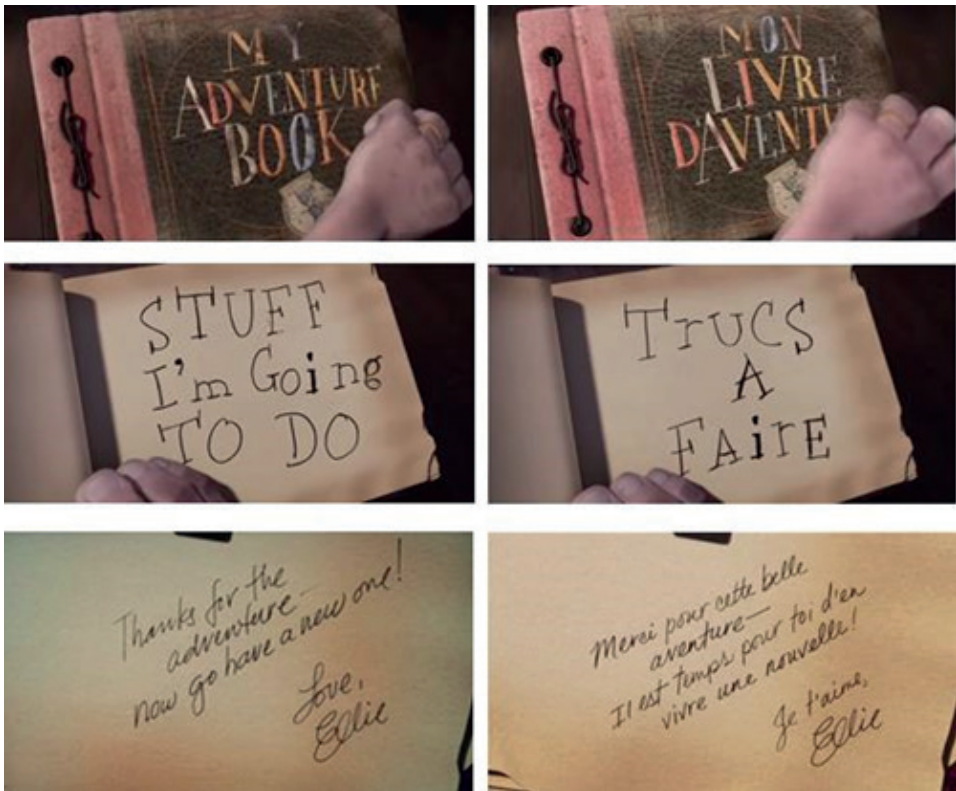 MY
ADVENTURE
BOOK
MON
LIVRE
STUFF
I'm Going
TO DO
TrUCS
A
FAirE
Thanks for the
adventure—
now go have a new one!
Love,
Ellie
Merci pour cette belle
aventure—
Il est temps pour toi d'en
vivre une nouvelle!
Je t'aime,
Ellie